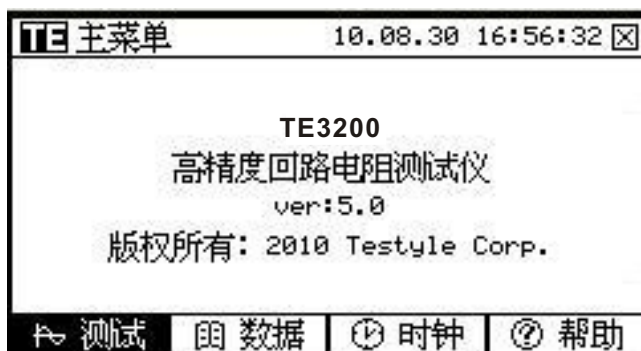 TE 主菜单 10.08.30 16:56:32
TE3200
高精度回路电阻测试仪
ver:5.0
版权所有: 2010 Testyle Corp.
测试 数据 时钟 帮助